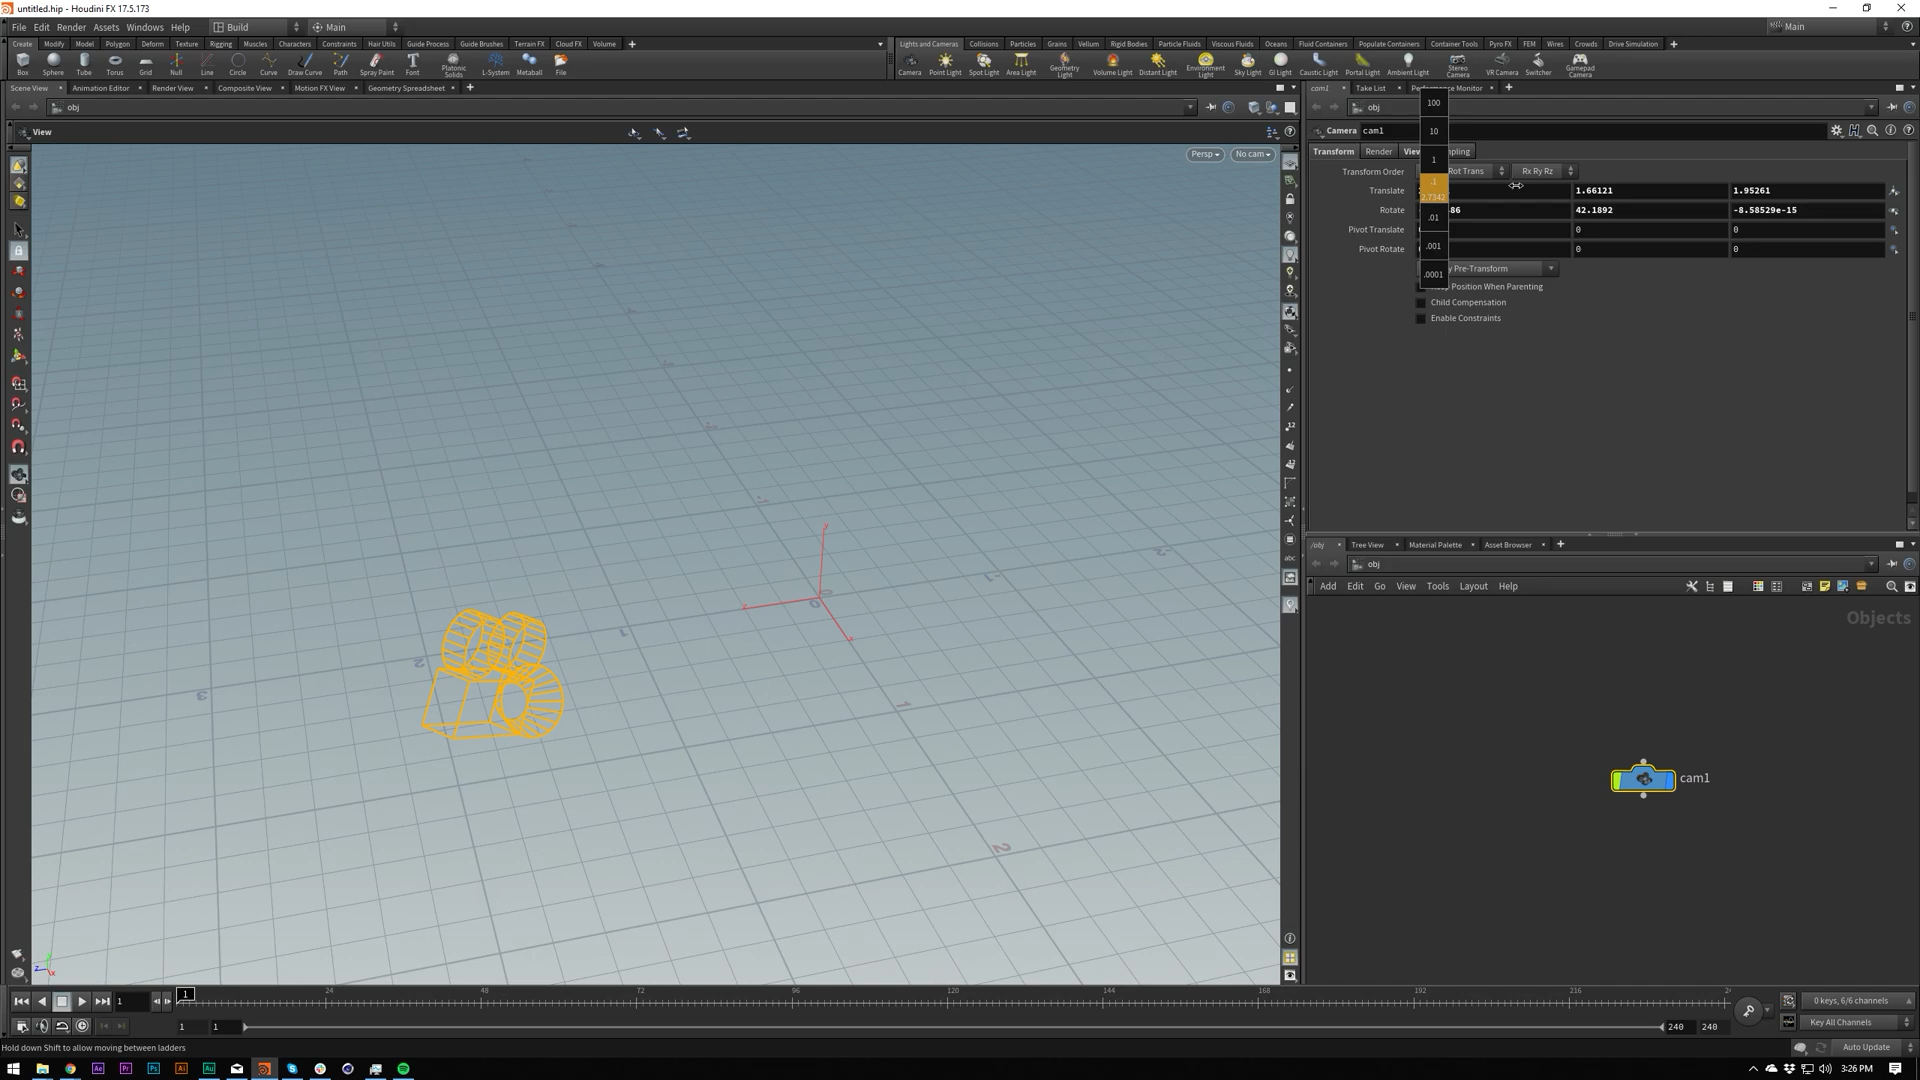 untitled.hip - Houdini FX 17.5.173
File Edit Render Assets Windows Help Build Main Main
Create Modify Model Polygon Deform Texture Rigging Muscles Characters Constraints Hair Utils Guide Process Guide Brushes Terrain FX Cloud FX Volume
Lights and Cameras Collisions Particles Grains Vellum Rigid Bodies Particle Fluids Viscous Fluids Oceans Fluid Containers Populate Containers Container Tools Pyro FX FEM Wires Crowds Drive Simulation
Box Sphere Tube Torus Grid Null Line Circle Curve Draw Curve Path Spray Paint Font Platonic Solids L-System Metaball File
Camera Point Light Spot Light Area Light Geometry Light Volume Light Distant Light Environment Light Sky Light GI Light Caustic Light Portal Light Ambient Light Stereo Camera VR Camera Switcher Gamepad Camera
Scene View Animation Editor Render View Composite View Motion FX View Geometry Spreadsheet
cam1 Take List Performance Monitor
obj
obj
View
Persp No cam
Camera cam1
Transform Render View pling
Transform Order Rot Trans Rx Ry Rz
Translate 1.66121 1.95261
Rotate 86 42.1892 -8.58529e-15
Pivot Translate 0 0
Pivot Rotate 0 0
y Pre-Transform
Position When Parenting
Child Compensation
Enable Constraints
100
10
1
.1
2.7342
.01
.001
.0001
/obj Tree View Material Palette Asset Browser
obj
Add Edit Go View Tools Layout Help
Objects
cam1
1 1 24 48 72 96 120 144 168 192 216
0 keys, 6/6 channels
1 1 240 240
Key All Channels
Hold down Shift to allow moving between ladders
Auto Update
3:26 PM